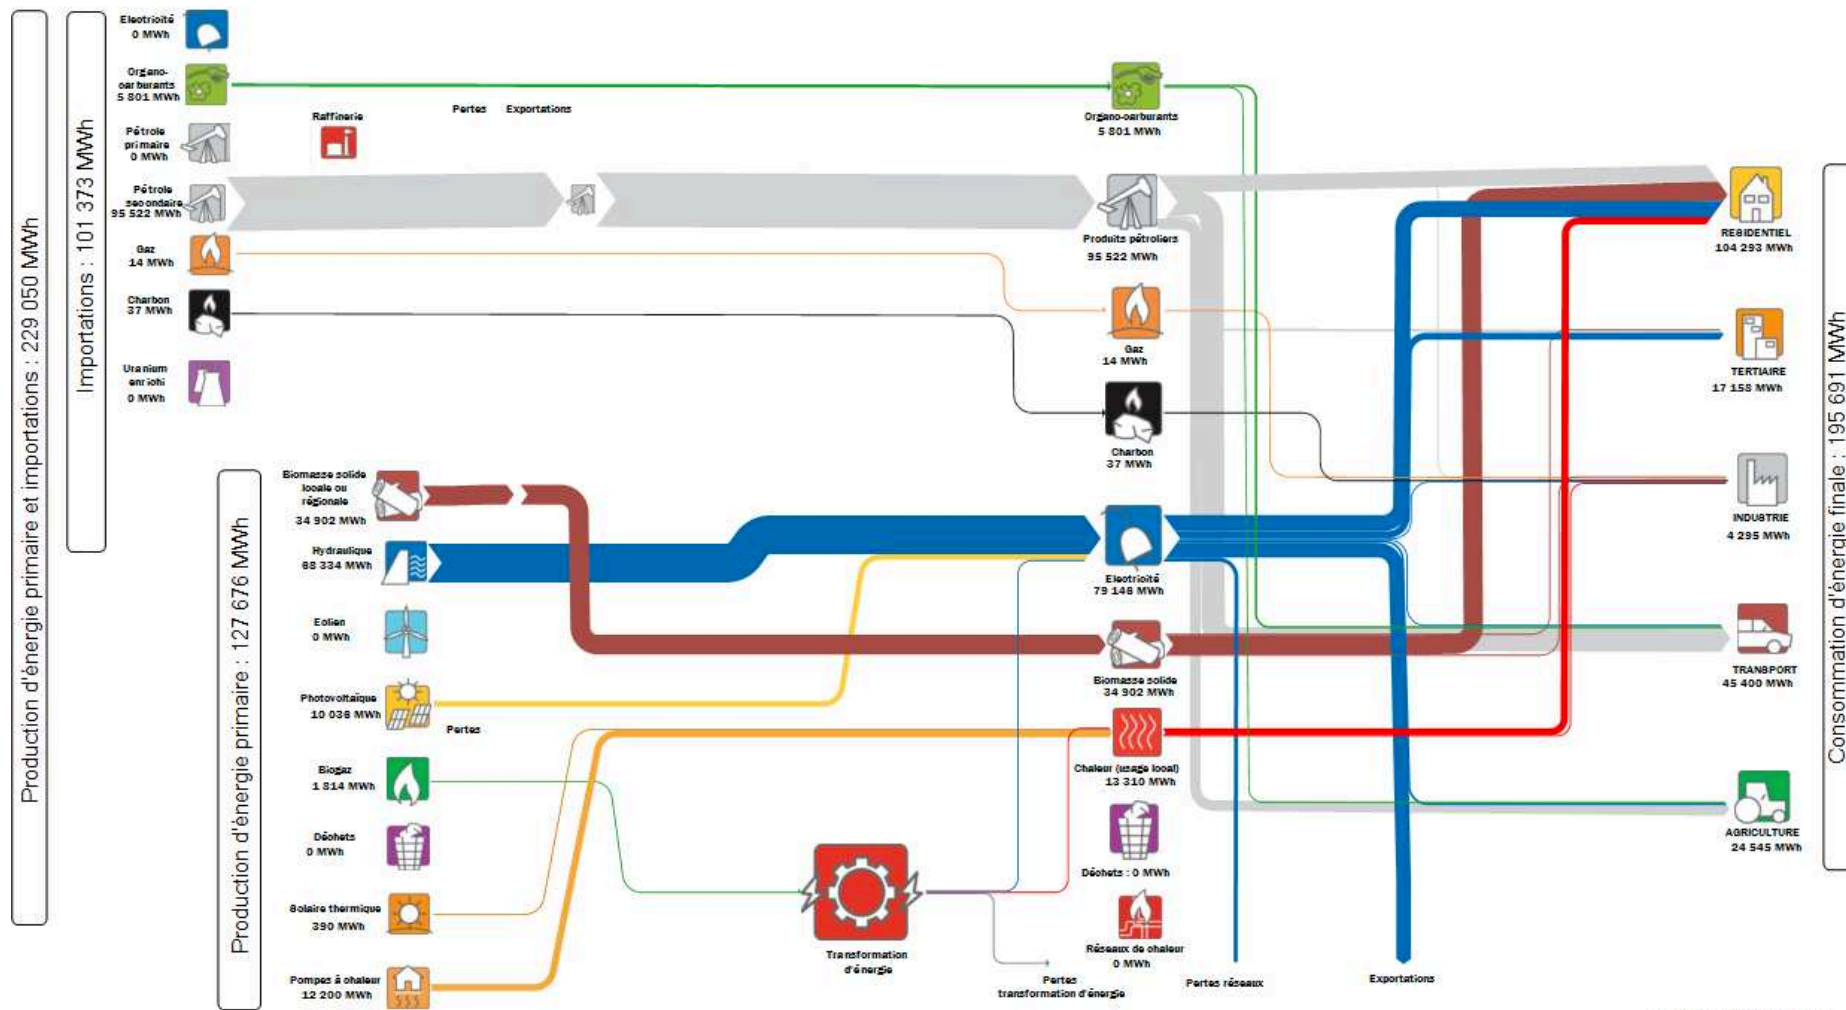 Production d'énergie primaire et importations : 229 050 MWh
Importations : 101 373 MWh
Electricité
0 MWh
Organo-
carburants
5 801 MWh
Pétrole
primaire
0 MWh
Pétrole
secondaire
95 522 MWh
Gaz
14 MWh
Charbon
37 MWh
Uranium
enrichi
0 MWh
Raffinerie
Pertes
Exportations
Production d'énergie primaire : 127 676 MWh
Biomasse solide
locale ou
régionale
34 902 MWh
Hydraulique
68 334 MWh
Eolien
0 MWh
Photovoltaïque
10 036 MWh
Pertes
Biogaz
1 814 MWh
Déchets
0 MWh
Solaire thermique
390 MWh
Pompes à chaleur
12 200 MWh
Transformation
d'énergie
Organo-carburants
5 801 MWh
Produits pétroliers
95 522 MWh
Gaz
14 MWh
Charbon
37 MWh
Electricité
79 146 MWh
Biomasse solide
34 902 MWh
Chaleur (usage local)
13 310 MWh
Déchets : 0 MWh
Réseaux de chaleur
0 MWh
Pertes
transformation d'énergie
Pertes réseaux
Exportations
RESIDENTIEL
104 293 MWh
TERTIAIRE
17 158 MWh
INDUSTRIE
4 295 MWh
TRANSPORT
45 400 MWh
AGRICULTURE
24 545 MWh
Consommation d'énergie finale : 195 691 MWh